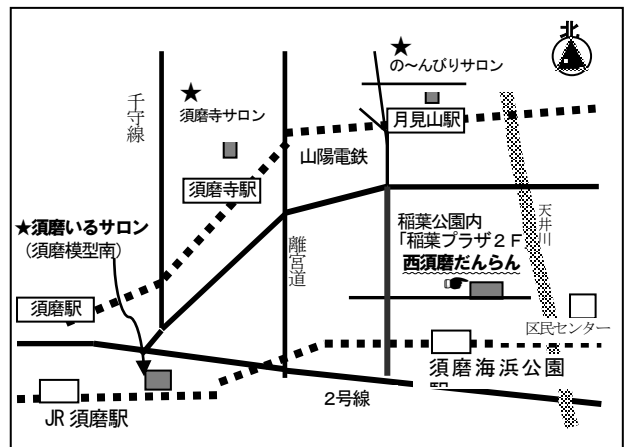 北
★
の～んびりサロン
千守線
★
須磨寺サロン
月見山駅
山陽電鉄
須磨寺駅
★須磨いるサロン
（須磨模型南）
離宮道
稲葉公園内
「稲葉プラザ２F
西須磨だんらん
天井川
須磨駅
区民センター
須磨海浜公園
駅
２号線
JR 須磨駅